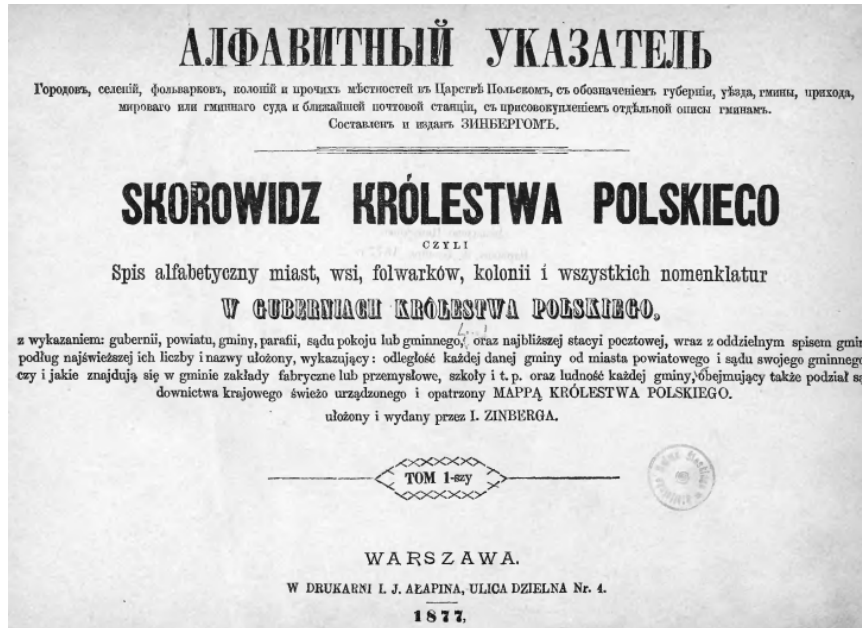 АЛФАВИТНЫЙ УКАЗАТЕЛЬ
Городовъ, селеній, фольварковъ, колоній и прочихъ мѣстностей въ Царствѣ Польскомъ, съ обозначеніемъ губерніи, уѣзда, гмины, прихода,
мироваго или гминнаго суда и ближайшей почтовой станціи, съ присовокупленіемъ отдѣльной описи гминамъ.
Составленъ и изданъ ЗИНБЕРГОМЪ.
SKOROWIDZ KRÓLESTWA POLSKIEGO
CZYLI
Spis alfabetyczny miast, wsi, folwarków, kolonii i wszystkich nomenklatur
W GUBERNIACH KRÓLESTWA POLSKIEGO,
z wykazaniem: gubernii, powiatu, gminy, parafii, sądu pokoju lub gminnego, oraz najbliższej stacyi pocztowej, wraz z oddzielnym spisem gmin
podług najświeższej ich liczby i nazwy ułożony, wykazujący: odległość każdej danej gminy od miasta powiatowego i sądu swojego gminnego
czy i jakie znajdują się w gminie zakłady fabryczne lub przemysłowe, szkoły i t. p. oraz ludność każdej gminy, obejmujący także podział są
downictwa krajowego świeżo urządzonego i opatrzony MAPPĄ KRÓLESTWA POLSKIEGO.
ułożony i wydany przez I. ZINBERGA.
TOM 1-szy
WARSZAWA.
W DRUKARNI I. J. AŁAPINA, ULICA DZIELNA Nr. 4.
1877,